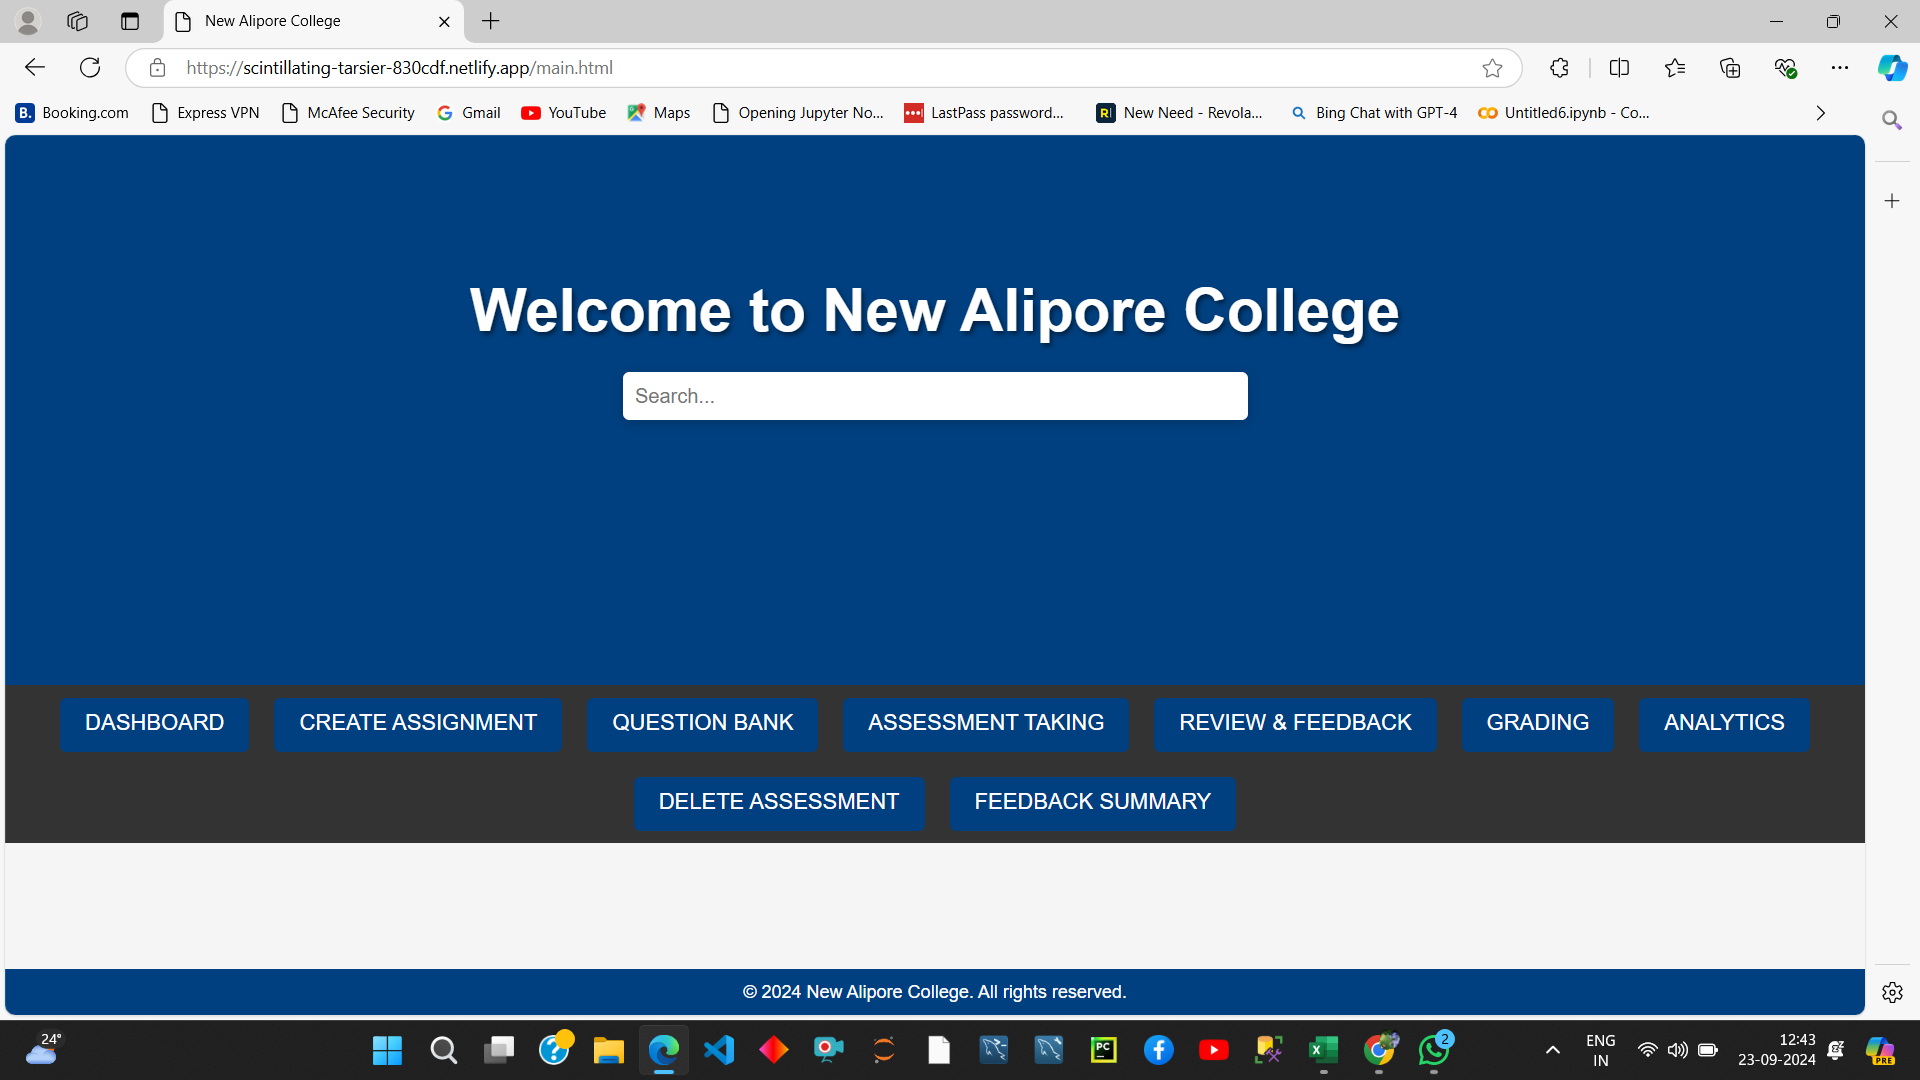 New Alipore College
https://scintillating-tarsier-830cdf.netlify.app/main.html
B. Booking.com Express VPN McAfee Security Gmail YouTube Maps Opening Jupyter No... LastPass password... R New Need - Revola... Bing Chat with GPT-4 Untitled6.ipynb - Co...
Welcome to New Alipore College
Search...
DASHBOARD CREATE ASSIGNMENT QUESTION BANK ASSESSMENT TAKING REVIEW & FEEDBACK GRADING ANALYTICS
DELETE ASSESSMENT FEEDBACK SUMMARY
© 2024 New Alipore College. All rights reserved.
24°
PC
2
ENG
IN
12:43
23-09-2024
PRE